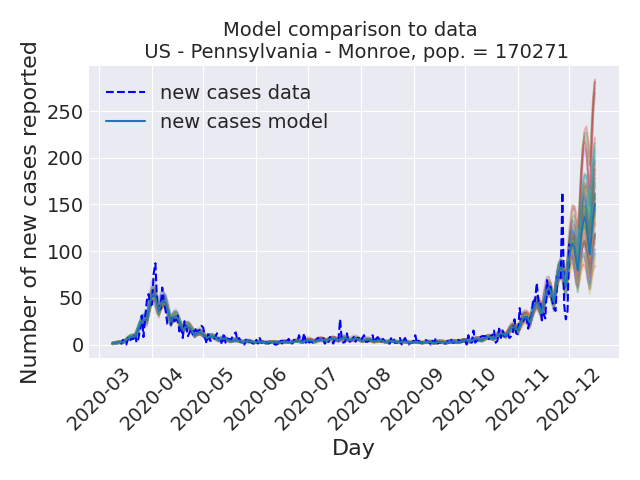 Model comparison to data
US - Pennsylvania - Monroe, pop. = 170271
Number of new cases reported
250
200
150
100
50
0
new cases data
new cases model
2020-03
2020-04
2020-05
2020-06
2020-07
2020-08
2020-09
2020-10
2020-11
2020-12
Day